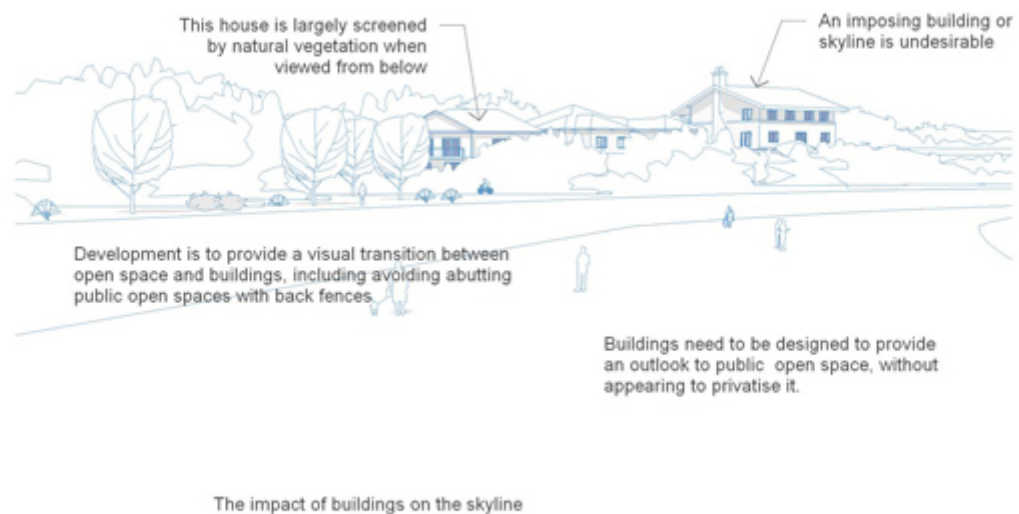 This house is largely screened
by natural vegetation when
viewed from below
An imposing building or
skyline is undesirable
Development is to provide a visual transition between
open space and buildings, including avoiding abutting
public open spaces with back fences
Buildings need to be designed to provide
an outlook to public open space, without
appearing to privatise it.
The impact of buildings on the skyline